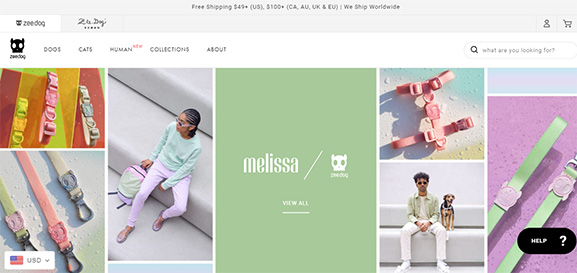 Free Shipping $49+ (US), $100+ (CA, AU, UK & EU) | We Ship Worldwide
zeedog
Zee.Dog
HUMAN
zeedog
DOGS
CATS
HUMAN NEW
COLLECTIONS
ABOUT
what are you looking for?
melissa / zeedog
VIEW ALL
USD
HELP ?